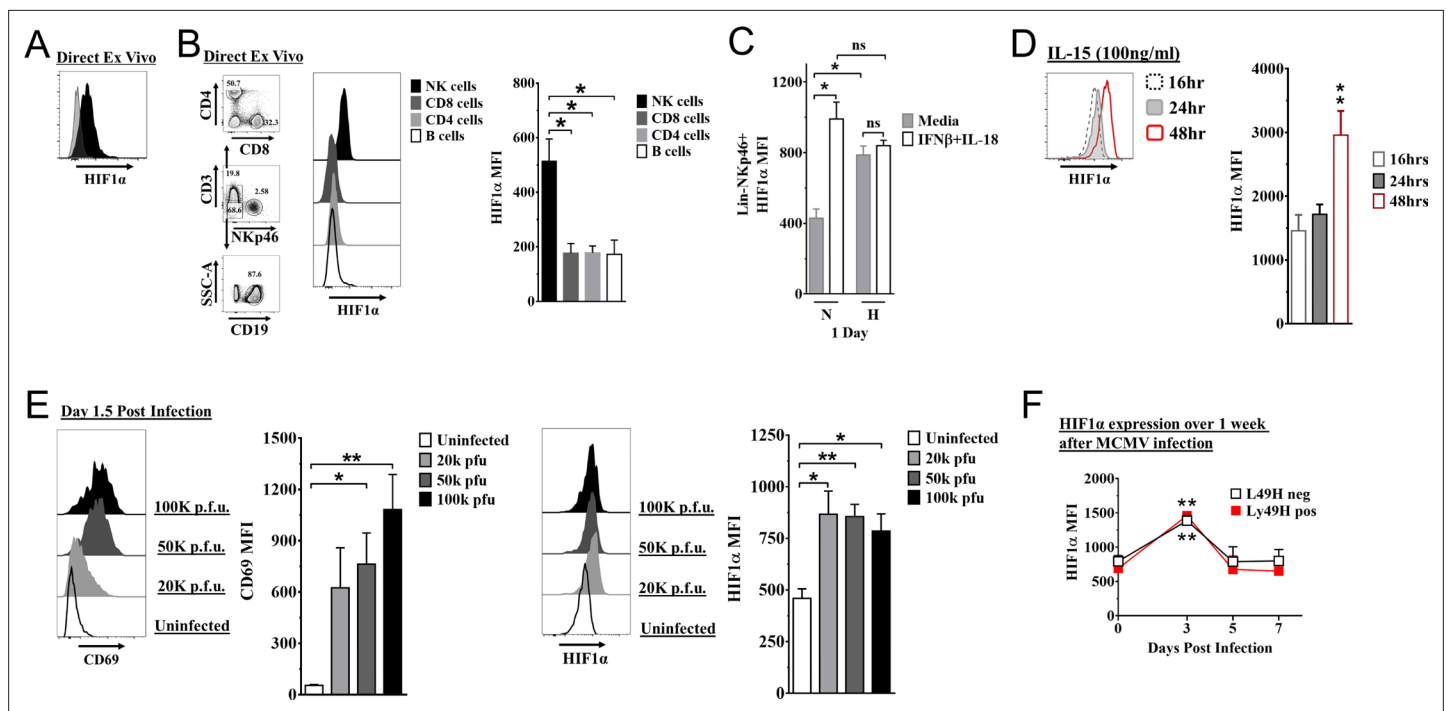 A
Direct Ex Vivo
HIF1α
B
Direct Ex Vivo
50.7
32.3
CD4
CD8
19.8
2.58
68.6
CD3
NKp46
87.6
SSC-A
CD19
HIF1α
NK cells
CD8 cells
CD4 cells
B cells
800
600
400
200
0
HIF1α MFI
*
*
*
NK cells
CD8 cells
CD4 cells
B cells
C
ns
*
*
ns
1200
900
600
300
0
Lin-NKp46+
HIF1α MFI
Media
IFNβ+IL-18
N
H
1 Day
D
IL-15 (100ng/ml)
16hr
24hr
48hr
HIF1α
4000
3000
2000
1000
0
HIF1α MFI
**
16hrs
24hrs
48hrs
E
Day 1.5 Post Infection
100K p.f.u.
50K p.f.u.
20K p.f.u.
Uninfected
CD69
1500
1200
900
600
300
0
CD69 MFI
**
*
Uninfected
20k pfu
50k pfu
100k pfu
100K p.f.u.
50K p.f.u.
20K p.f.u.
Uninfected
HIF1α
1250
1000
750
500
250
0
HIF1α MFI
*
**
*
Uninfected
20k pfu
50k pfu
100k pfu
F
HIF1α expression over 1 week
after MCMV infection
L49H neg
Ly49H pos
2000
1500
1000
500
0
HIF1α MFI
**
**
0
3
5
7
Days Post Infection